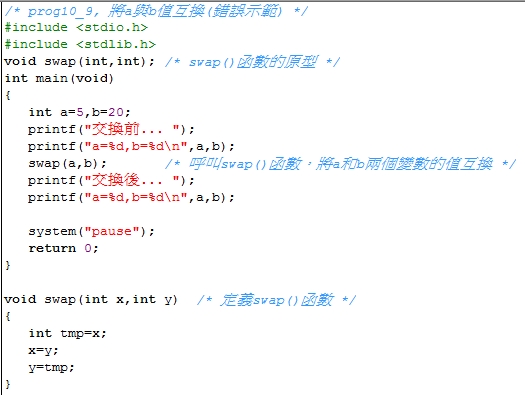 /* prog10_9, 將a與b值互換(錯誤示範) */
#include <stdio.h>
#include <stdlib.h>
void swap(int,int); /* swap()函數的原型 */
int main(void)
{
   int a=5,b=20;
   printf("交換前... ");
   printf("a=%d,b=%d\n",a,b);
   swap(a,b);       /* 呼叫swap()函數，將a和b兩個變數的值互換 */
   printf("交換後... ");
   printf("a=%d,b=%d\n",a,b);

   system("pause");
   return 0;
}

void swap(int x,int y)  /* 定義swap()函數 */
{
   int tmp=x;
   x=y;
   y=tmp;
}